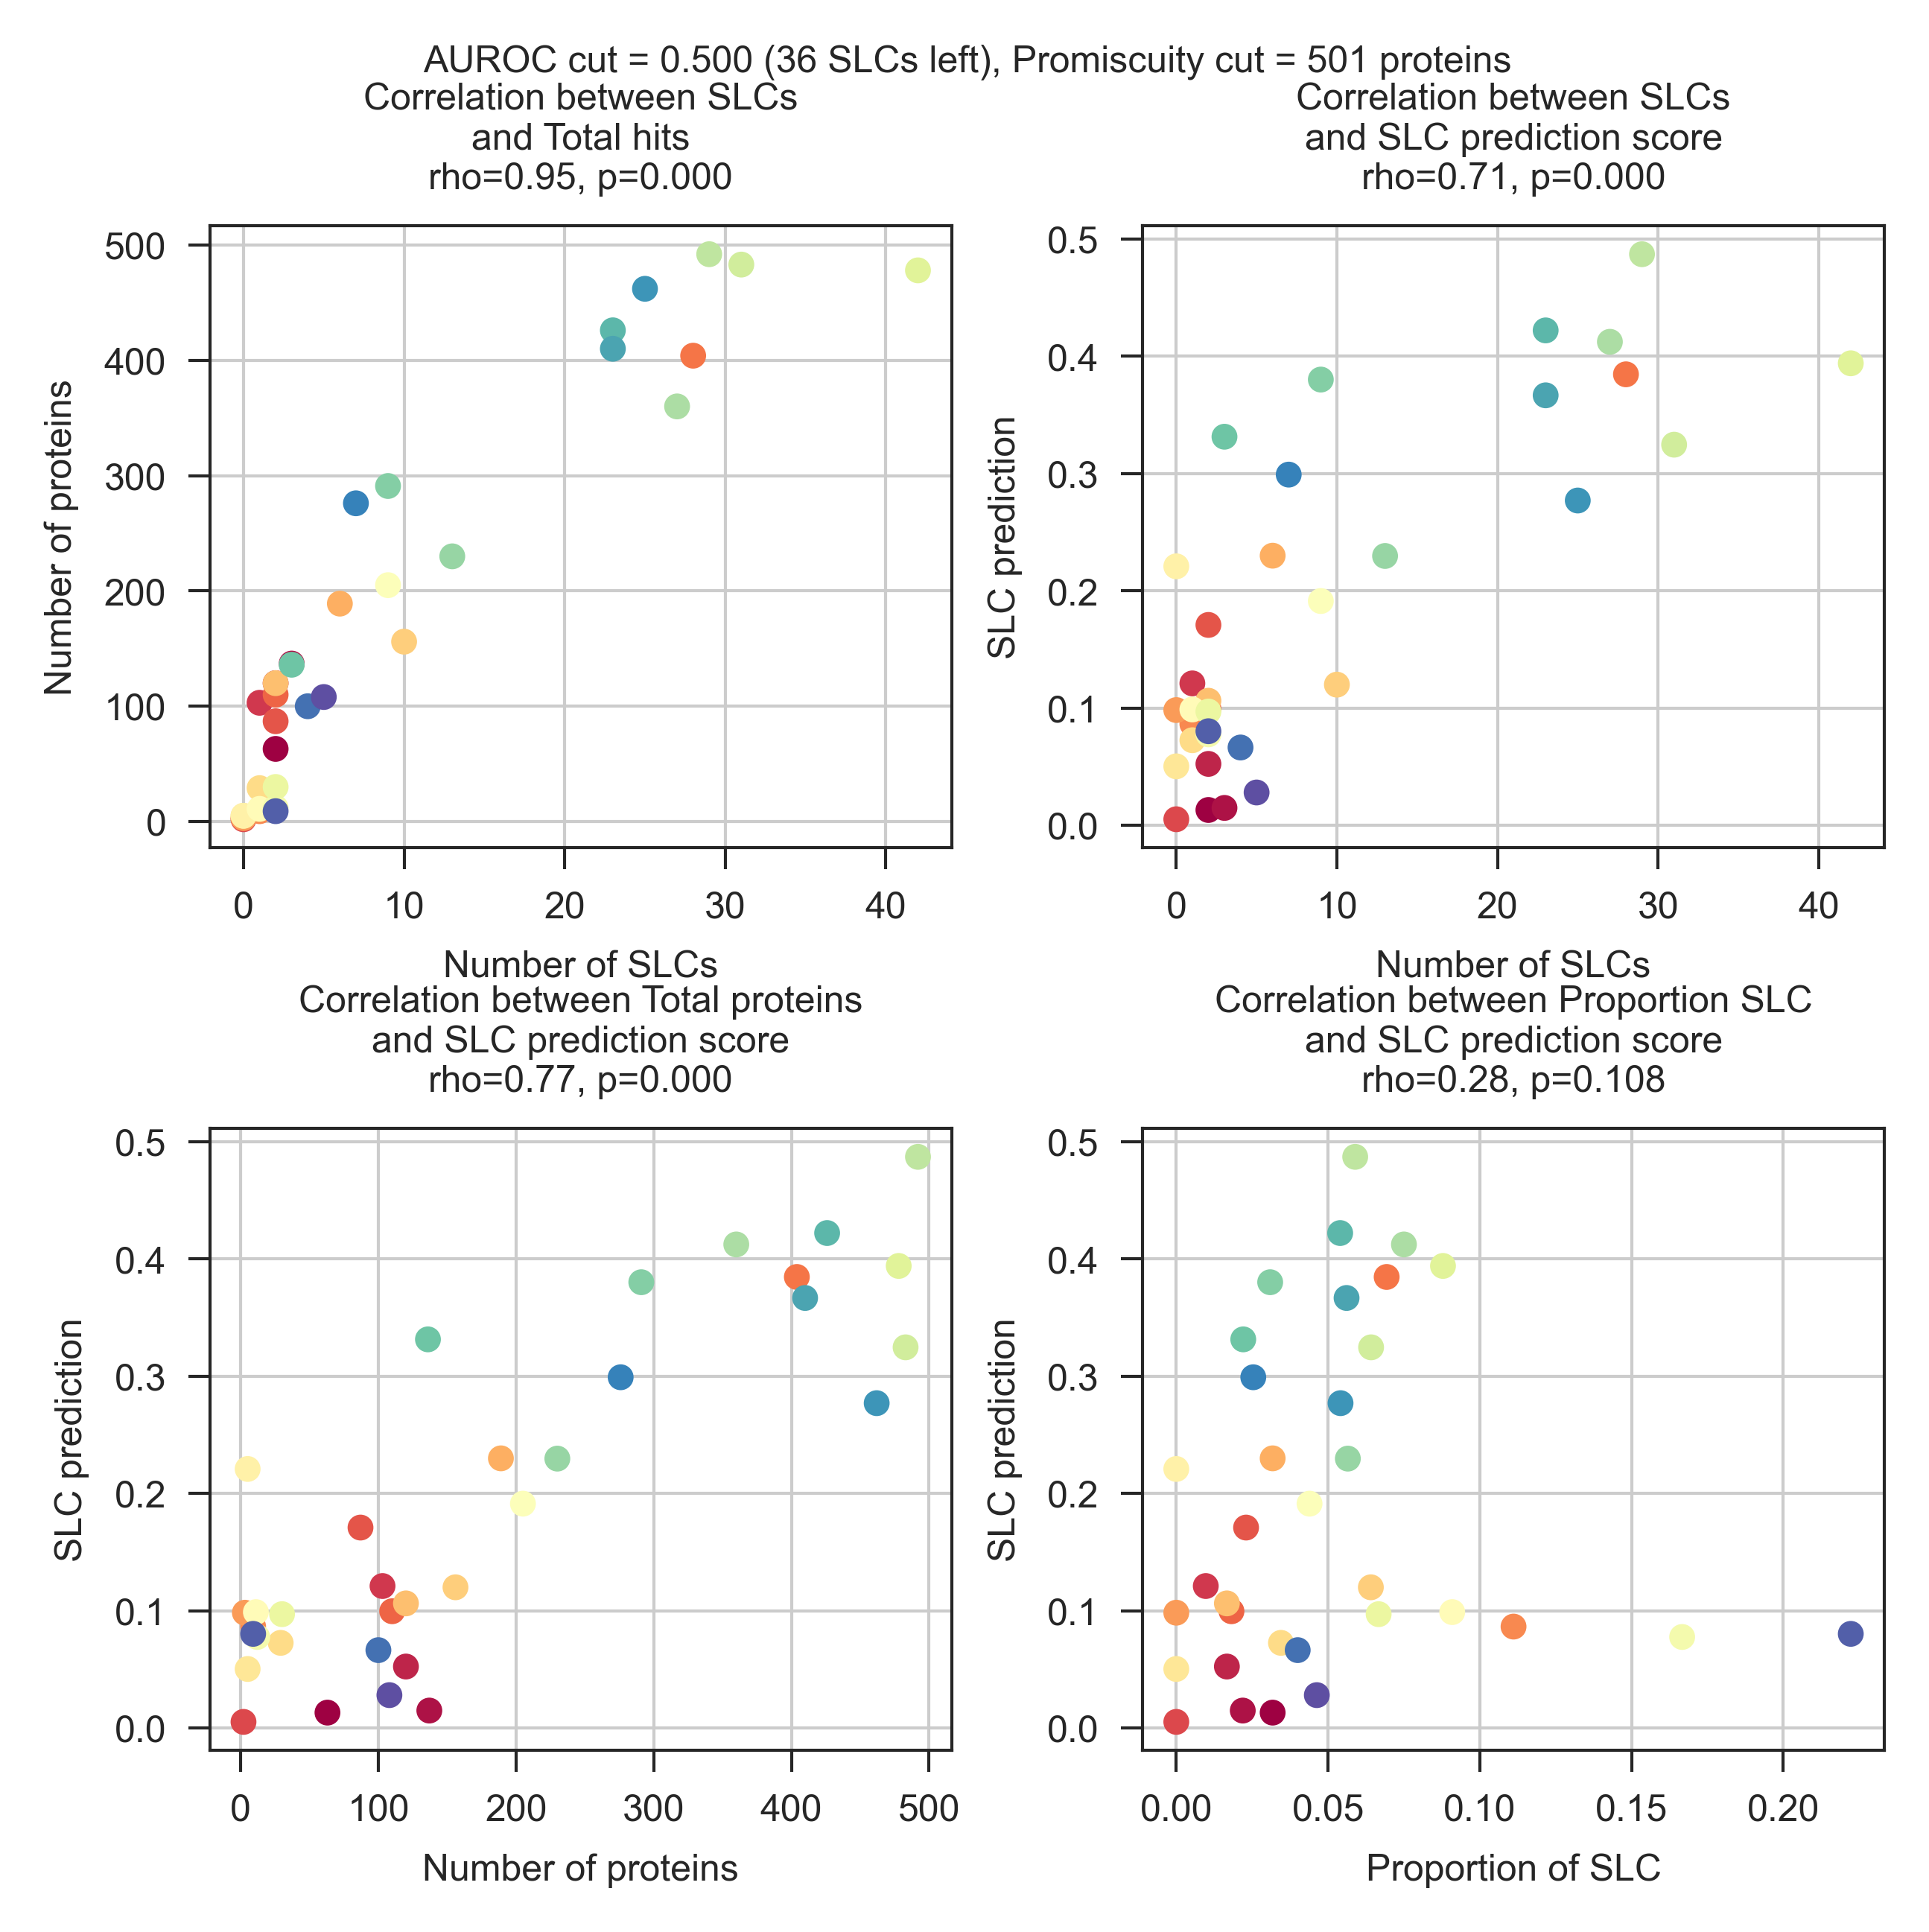 AUROC cut = 0.500 (36 SLCs left), Promiscuity cut = 501 proteins
Correlation between SLCs
and Total hits
rho=0.95, p=0.000
Number of proteins
500
400
300
200
100
0
0 10 20 30 40
Number of SLCs
Correlation between SLCs
and SLC prediction score
rho=0.71, p=0.000
SLC prediction
0.5
0.4
0.3
0.2
0.1
0.0
0 10 20 30 40
Number of SLCs
Correlation between Total proteins
and SLC prediction score
rho=0.77, p=0.000
SLC prediction
0.5
0.4
0.3
0.2
0.1
0.0
0 100 200 300 400 500
Number of proteins
Correlation between Proportion SLC
and SLC prediction score
rho=0.28, p=0.108
SLC prediction
0.5
0.4
0.3
0.2
0.1
0.0
0.00 0.05 0.10 0.15 0.20
Proportion of SLC